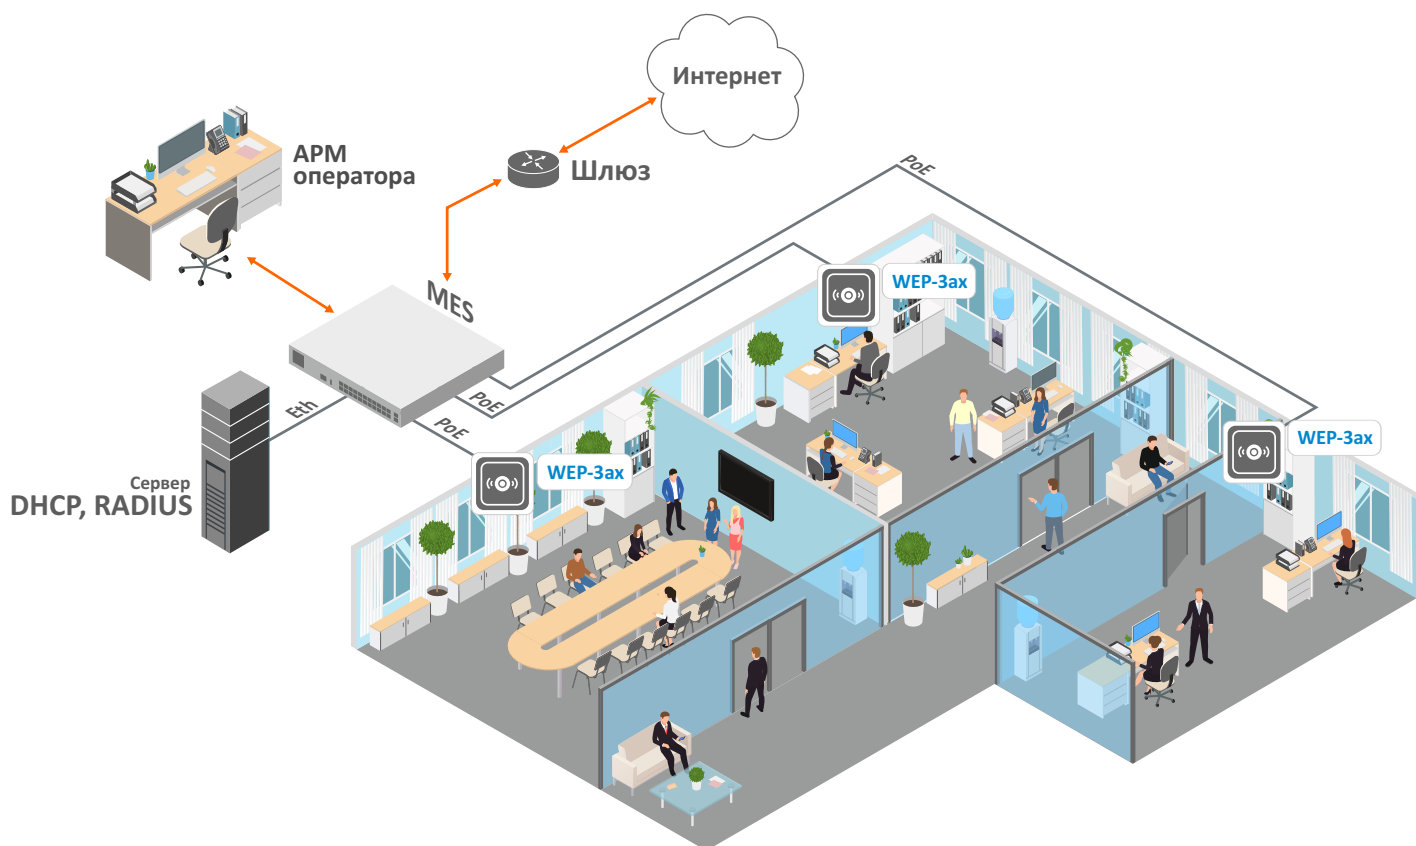 Интернет
АРМ
оператора
Шлюз
PoE
MES
WEP-3ax
Eth
PoE
PoE
WEP-3ax
WEP-3ax
Сервер
DHCP, RADIUS